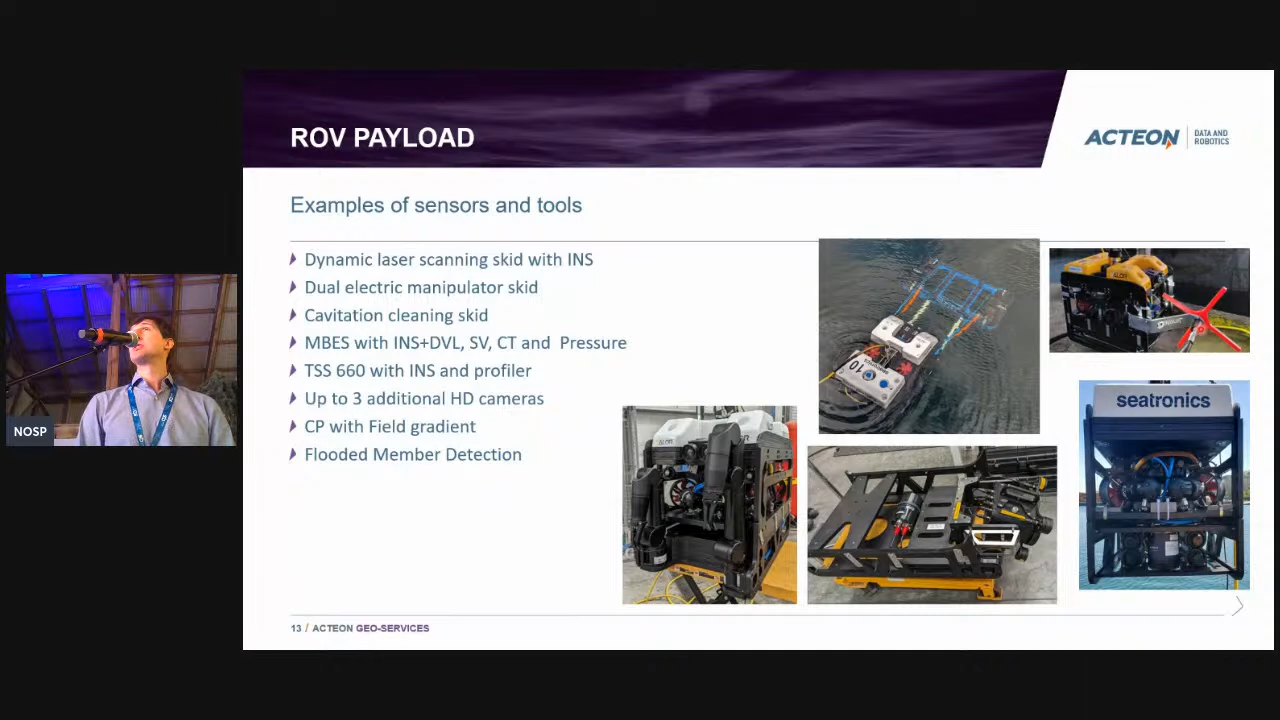 ROV PAYLOAD
ACTEON
DATA AND
ROBOTICS
Examples of sensors and tools
Dynamic laser scanning skid with INS
Dual electric manipulator skid
Cavitation cleaning skid
MBES with INS+DVL, SV, CT and Pressure
TSS 660 with INS and profiler
Up to 3 additional HD cameras
CP with Field gradient
Flooded Member Detection
seatronics
10
NOSP
13 / ACTEON GEO-SERVICES